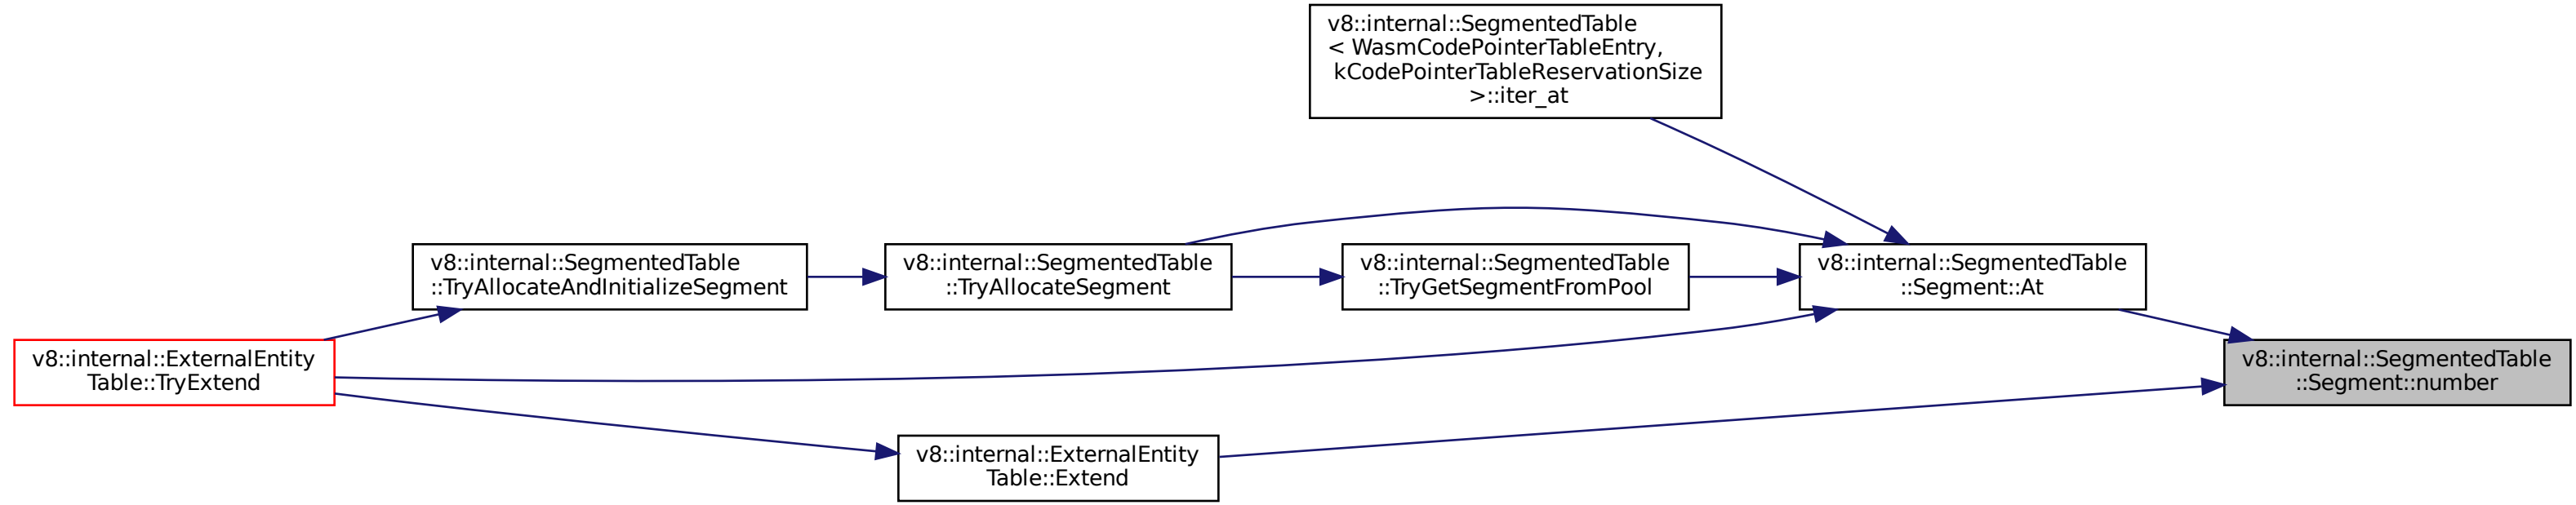 v8::internal::SegmentedTable
< WasmCodePointerTableEntry,
kCodePointerTableReservationSize
>::iter_at
v8::internal::SegmentedTable
::TryAllocateAndInitializeSegment
v8::internal::SegmentedTable
::TryAllocateSegment
v8::internal::SegmentedTable
::TryGetSegmentFromPool
v8::internal::SegmentedTable
::Segment::At
v8::internal::ExternalEntity
Table::TryExtend
v8::internal::SegmentedTable
::Segment::number
v8::internal::ExternalEntity
Table::Extend